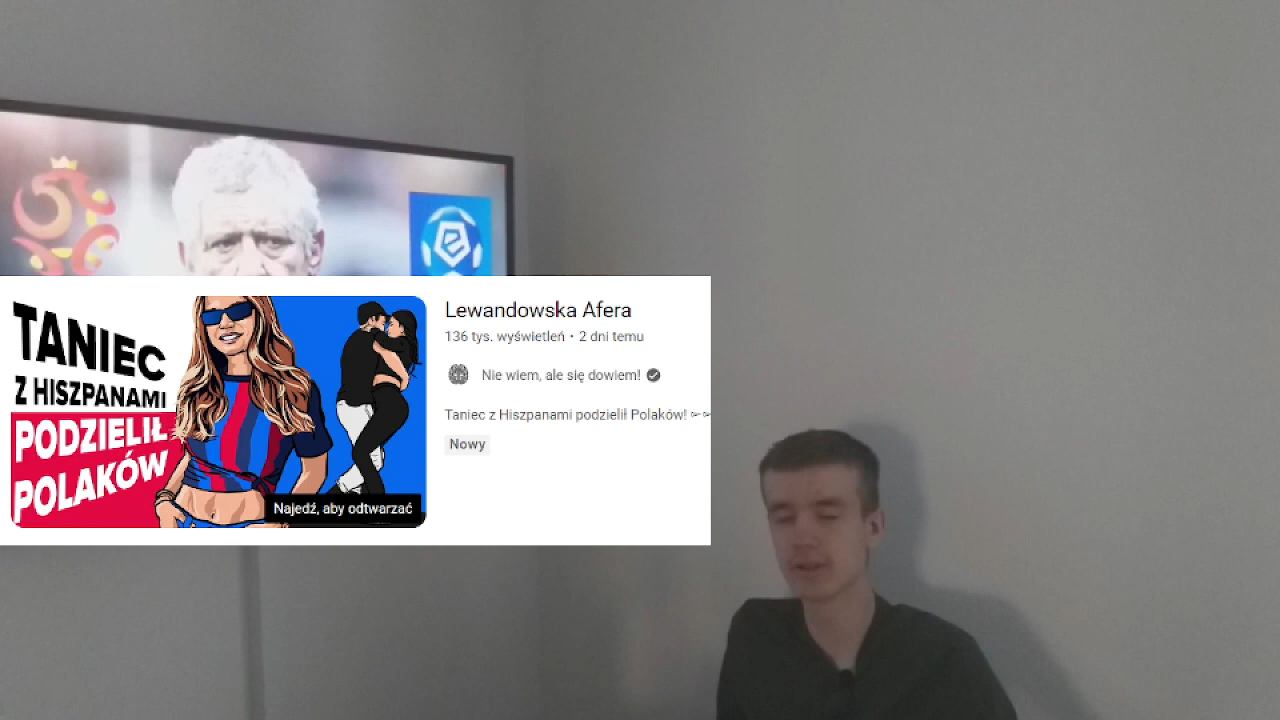 TANIEC
Z HISZPANAMI
PODZIELIŁ
POLAKÓW
Najedź, aby odtwarzać
Lewandowska Afera
136 tys. wyświetleń • 2 dni temu
Nie wiem, ale się dowiem!
Taniec z Hiszpanami podzielił Polaków!
Nowy